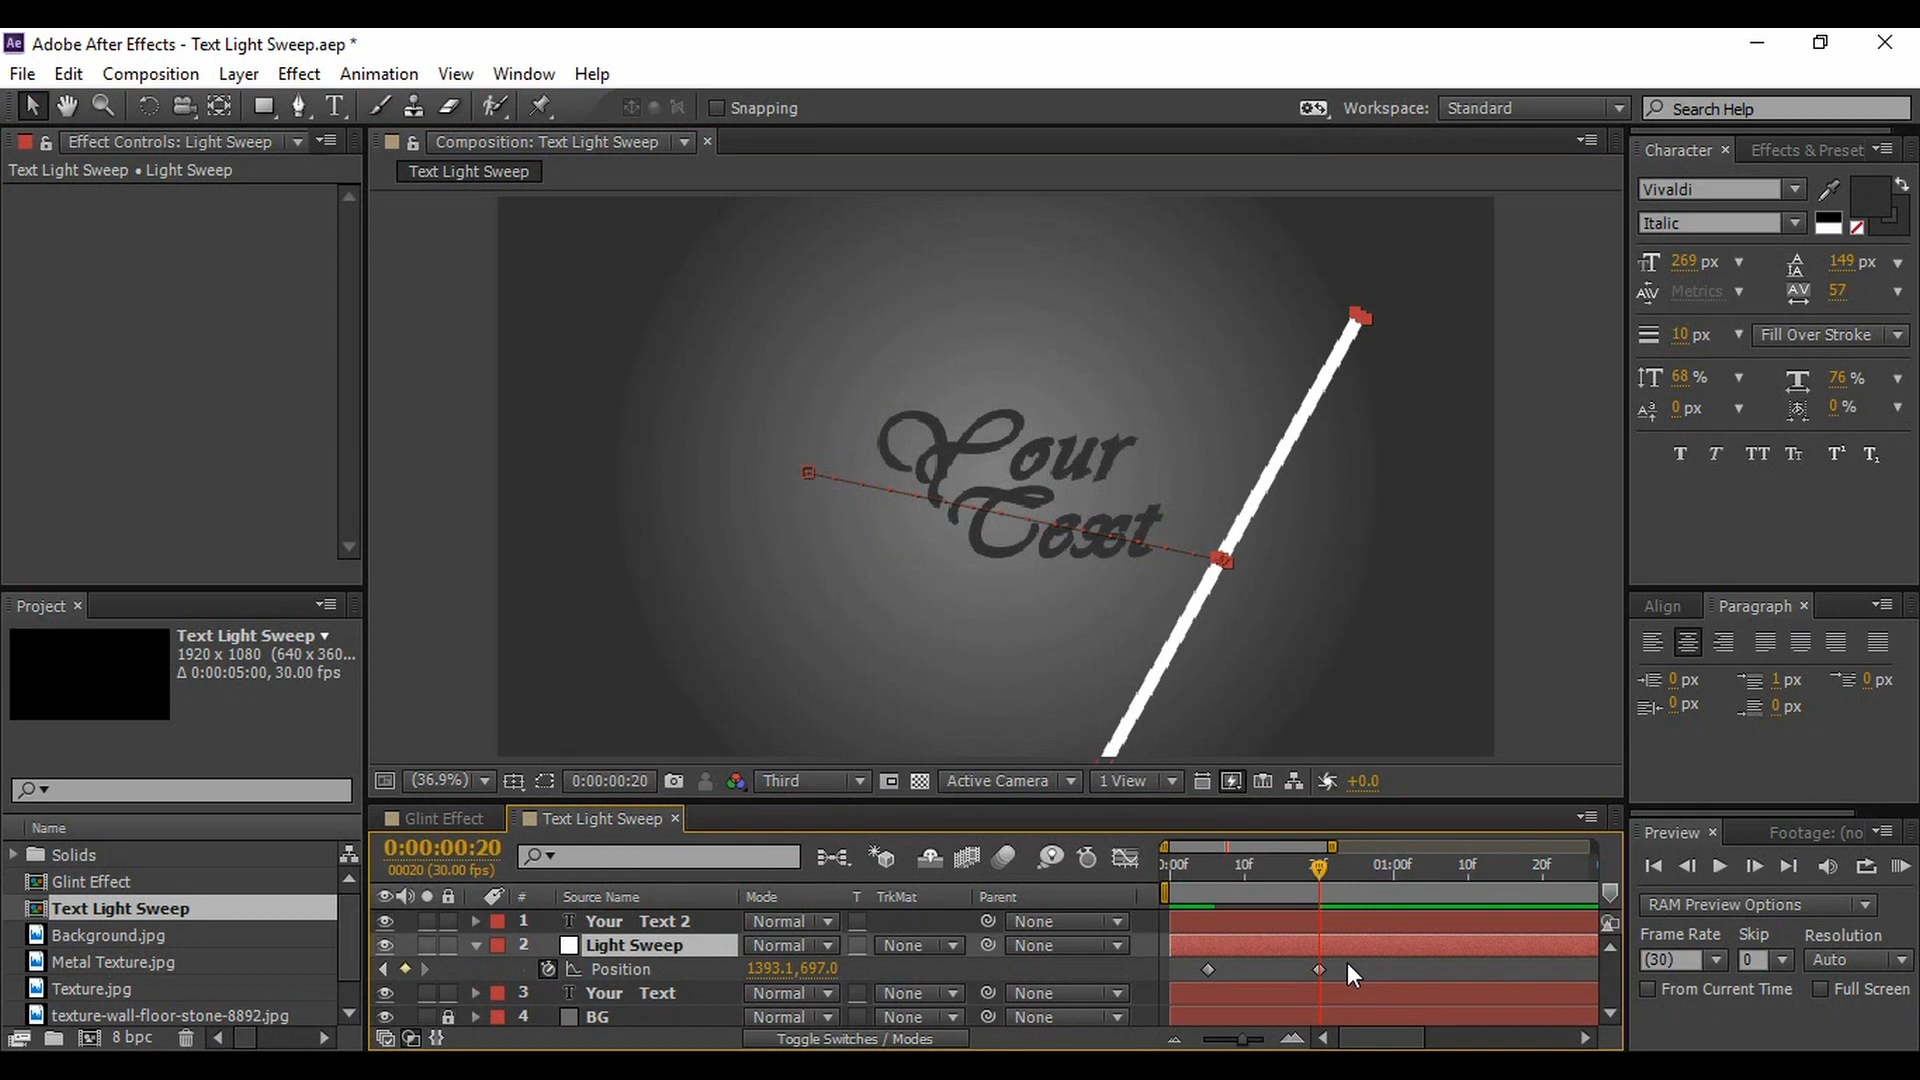 Ae Adobe After Effects - Text Light Sweep.aep *
File Edit Composition Layer Effect Animation View Window Help
Snapping
Workspace: Standard
Search Help
Effect Controls: Light Sweep
Text Light Sweep • Light Sweep
Composition: Text Light Sweep
Text Light Sweep
Your
Text
Character
Effects & Preset
Vivaldi
Italic
269 px
149 px
Metrics
57
10 px
Fill Over Stroke
68 %
76 %
0 px
0 %
Align
Paragraph
0 px
1 px
0 px
0 px
0 px
Project
Text Light Sweep
1920 x 1080 (640 x 360...
Δ 0:00:05:00, 30.00 fps
Name
Solids
Glint Effect
Text Light Sweep
Background.jpg
Metal Texture.jpg
Texture.jpg
texture-wall-floor-stone-8892.jpg
8 bpc
(36.9%)
0:00:00:20
Third
Active Camera
1 View
+0.0
Glint Effect
Text Light Sweep
0:00:00:20
00020 (30.00 fps)
:00f 10f 01:00f 10f 20f
# Source Name Mode T TrkMat Parent
1 T Your Text 2 Normal None
2 Light Sweep Normal None None
Position 1393.1,697.0
3 T Your Text Normal None None
4 BG Normal None None
Toggle Switches / Modes
Preview
Footage: (no
RAM Preview Options
Frame Rate Skip Resolution
(30) 0 Auto
From Current Time Full Screen